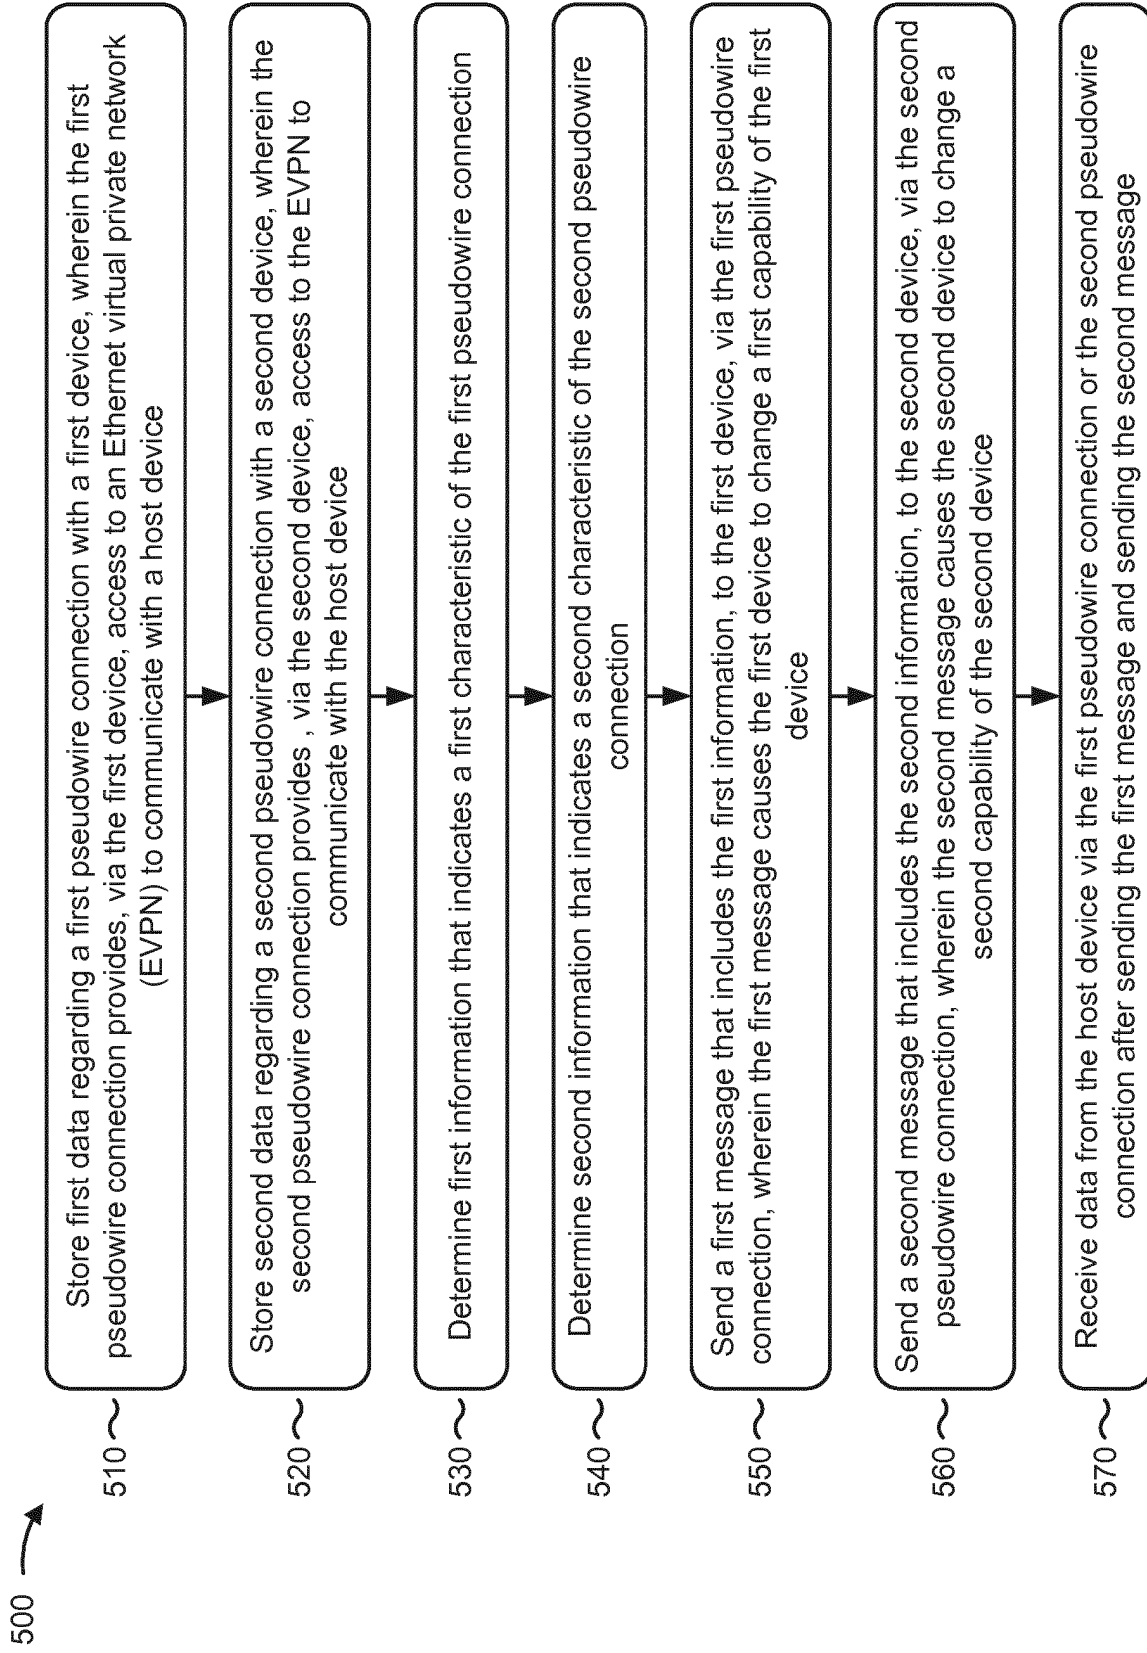 500
510
Store first data regarding a first pseudowire connection with a first device, wherein the first
pseudowire connection provides, via the first device, access to an Ethernet virtual private network
(EVPN) to communicate with a host device
520
Store second data regarding a second pseudowire connection with a second device, wherein the
second pseudowire connection provides , via the second device, access to the EVPN to
communicate with the host device
530
Determine first information that indicates a first characteristic of the first pseudowire connection
540
Determine second information that indicates a second characteristic of the second pseudowire
connection
550
Send a first message that includes the first information, to the first device, via the first pseudowire
connection, wherein the first message causes the first device to change a first capability of the first
device
560
Send a second message that includes the second information, to the second device, via the second
pseudowire connection, wherein the second message causes the second device to change a
second capability of the second device
570
Receive data from the host device via the first pseudowire connection or the second pseudowire
connection after sending the first message and sending the second message